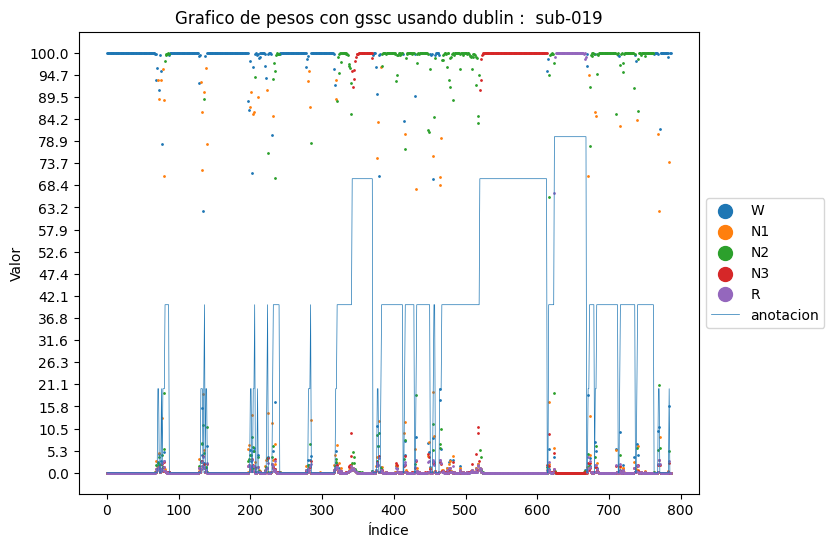 Grafico de pesos con gssc usando dublin :  sub-019
Valor
100.0
94.7
89.5
84.2
78.9
73.7
68.4
63.2
57.9
52.6
47.4
42.1
36.8
31.6
26.3
21.1
15.8
10.5
5.3
0.0
W
N1
N2
N3
R
anotacion
0 100 200 300 400 500 600 700 800
Índice